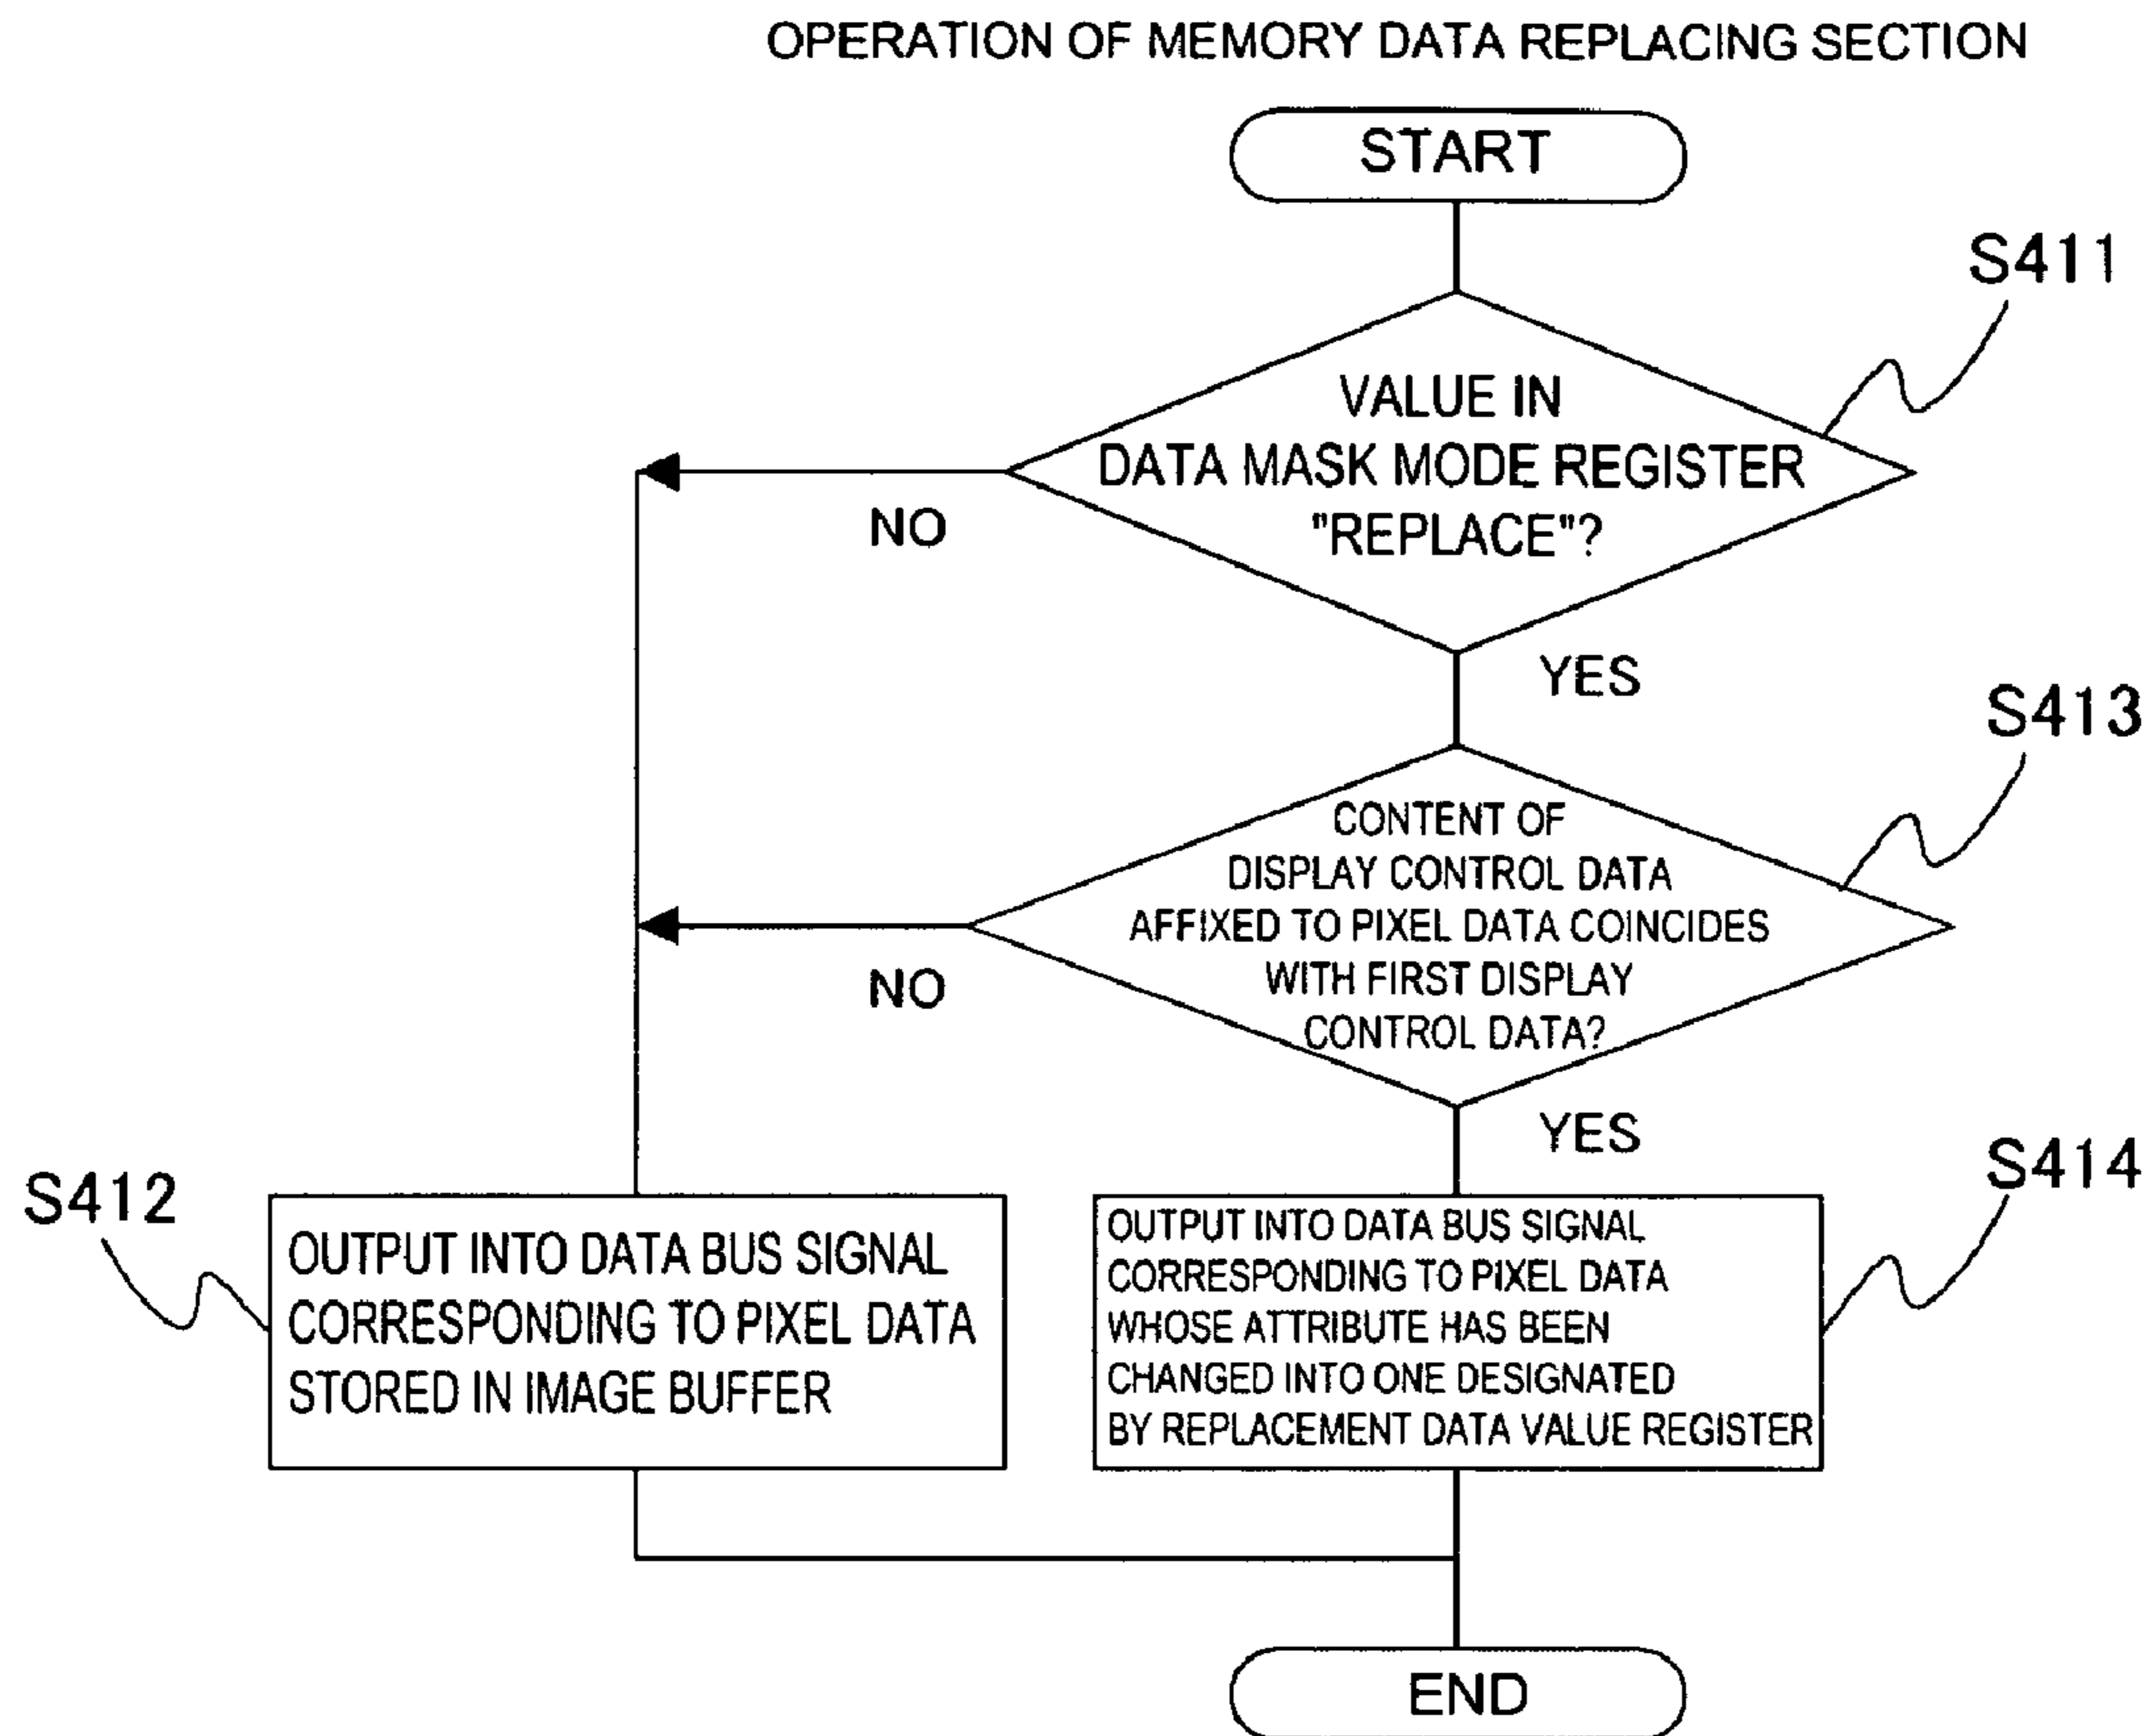 OPERATION OF MEMORY DATA REPLACING SECTION
START
S411
VALUE IN
DATA MASK MODE REGISTER
"REPLACE"?
NO
YES
S413
CONTENT OF
DISPLAY CONTROL DATA
AFFIXED TO PIXEL DATA COINCIDES
WITH FIRST DISPLAY
CONTROL DATA?
NO
YES
S412
OUTPUT INTO DATA BUS SIGNAL
CORRESPONDING TO PIXEL DATA
STORED IN IMAGE BUFFER
S414
OUTPUT INTO DATA BUS SIGNAL
CORRESPONDING TO PIXEL DATA
WHOSE ATTRIBUTE HAS BEEN
CHANGED INTO ONE DESIGNATED
BY REPLACEMENT DATA VALUE REGISTER
END